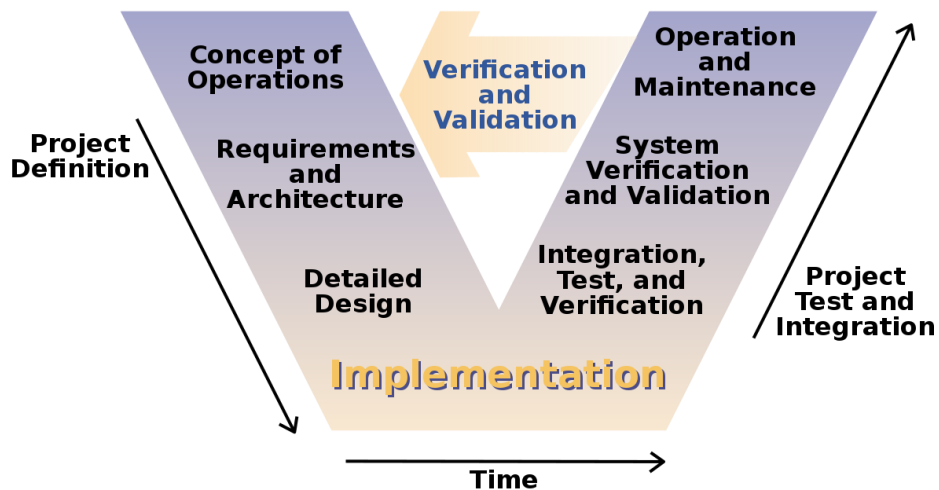 Concept of
Operations
Verification
and
Validation
Operation
and
Maintenance
Project
Definition
Requirements
and
Architecture
System
Verification
and Validation
Detailed
Design
Integration,
Test, and
Verification
Project
Test and
Integration
Implementation
Time